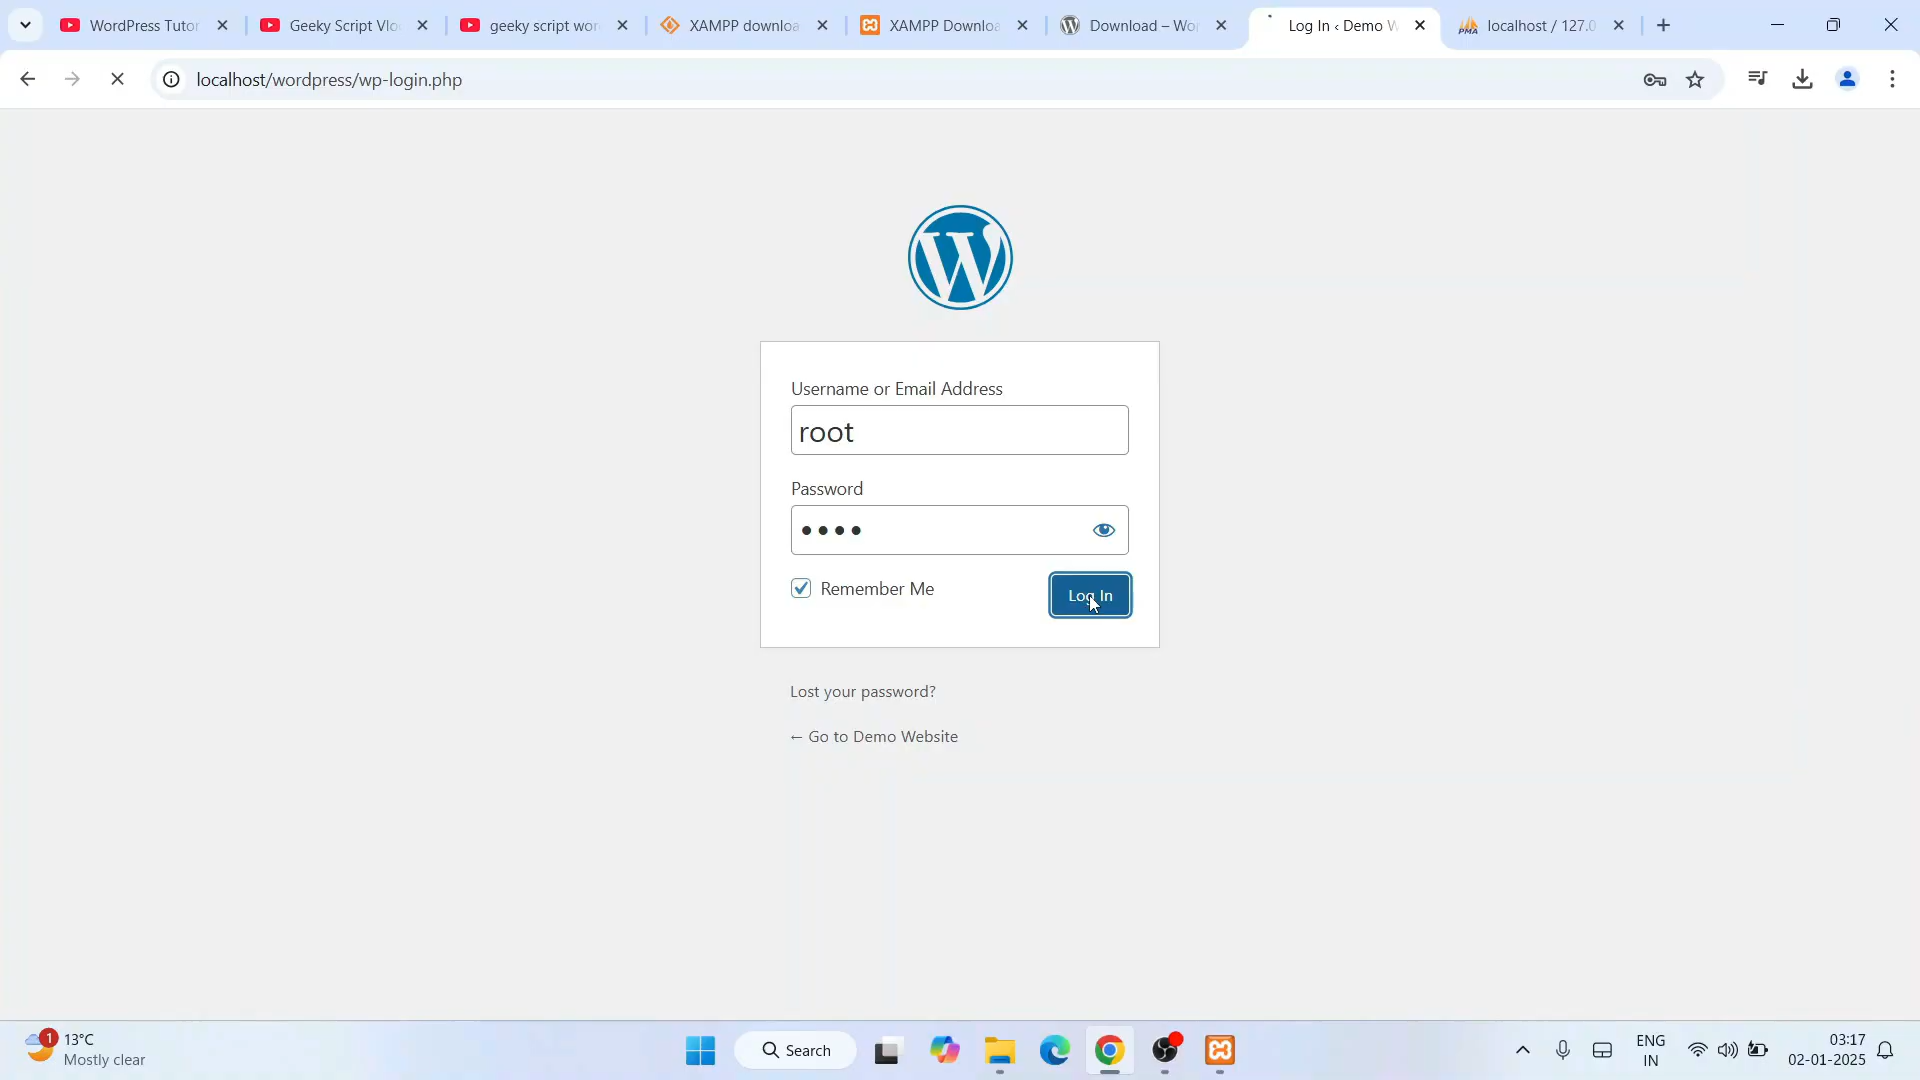 WordPress Tutor
Geeky Script Vlo
geeky script wor
XAMPP downloa
XAMPP Downloa
Download – Wor
Log In ‹ Demo W
localhost / 127.0
localhost/wordpress/wp-login.php
Username or Email Address
root
Password
Remember Me
Log In
Lost your password?
← Go to Demo Website
1
13°C
Mostly clear
Search
ENG
IN
03:17
02-01-2025